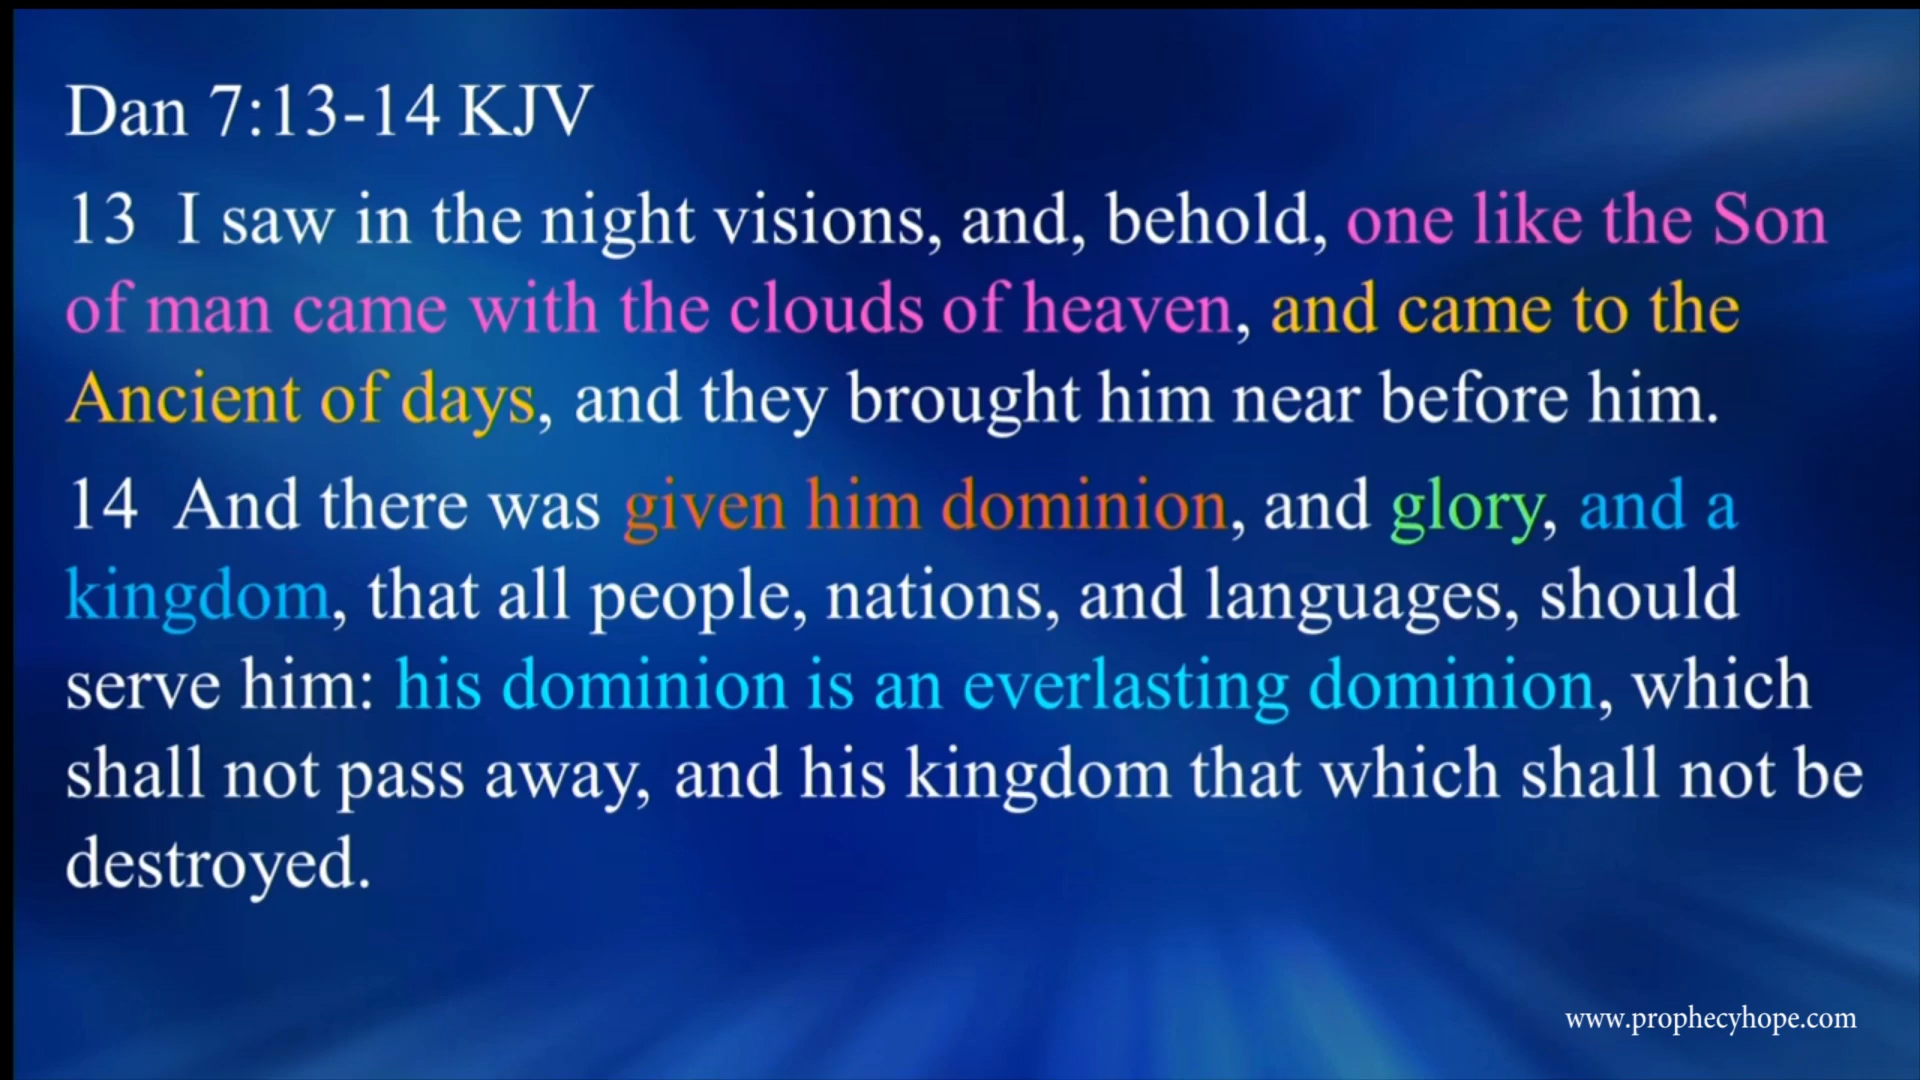 Dan 7:13-14 KJV
13 I saw in the night visions, and, behold, one like the Son
of man came with the clouds of heaven, and came to the
Ancient of days, and they brought him near before him.
14 And there was given him dominion, and glory, and a
kingdom, that all people, nations, and languages, should
serve him: his dominion is an everlasting dominion, which
shall not pass away, and his kingdom that which shall not be
destroyed.
www.prophecyhope.com